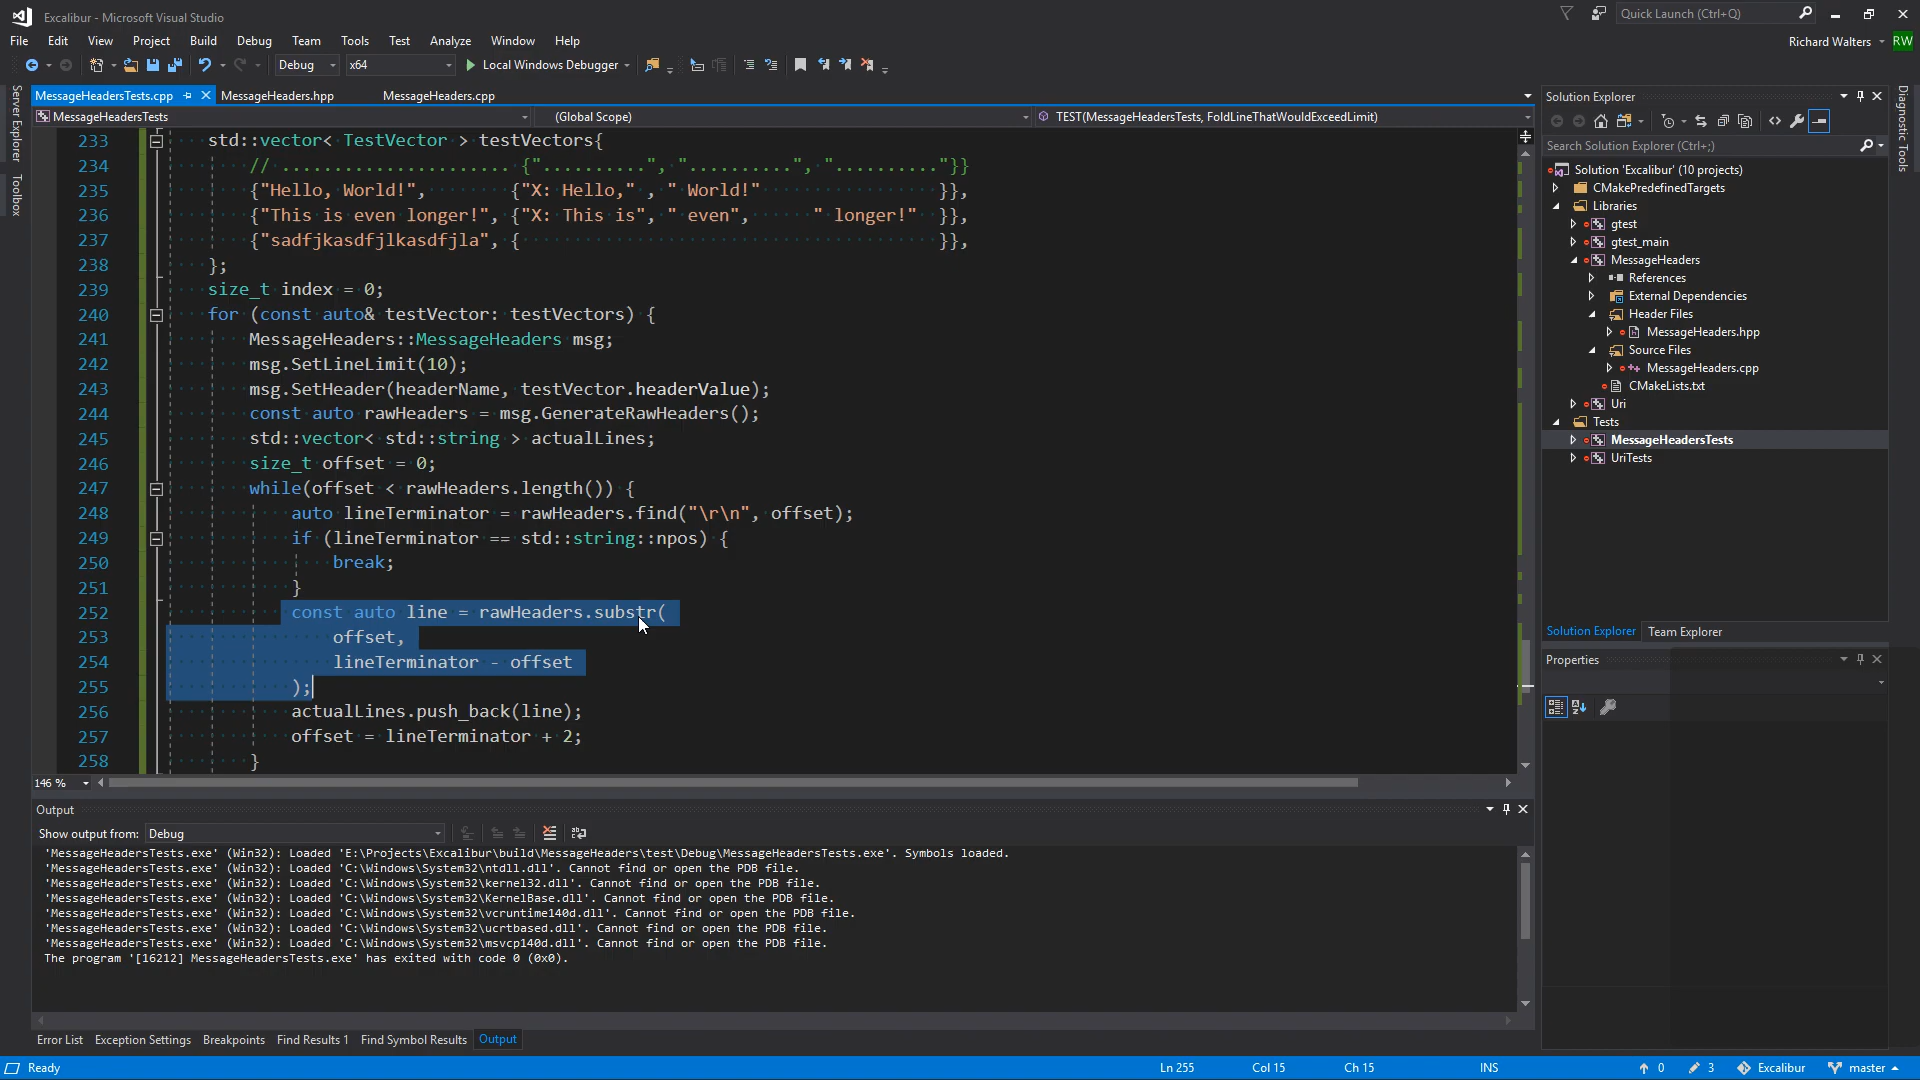 Excalibur - Microsoft Visual Studio
Quick Launch (Ctrl+Q)
File Edit View Project Build Debug Team Tools Test Analyze Window Help
Richard Walters RW
Debug x64 Local Windows Debugger
Server Explorer
Toolbox
MessageHeadersTests.cpp MessageHeaders.hpp MessageHeaders.cpp
MessageHeadersTests (Global Scope) TEST(MessageHeadersTests, FoldLineThatWouldExceedLimit)
233 std::vector< TestVector > testVectors{
234 // ...................... {"..........", "..........", ".........."}}
235 {"Hello, World!", {"X: Hello," , " World!" }},
236 {"This is even longer!", {"X: This is", " even", " longer!" }},
237 {"sadfjkasdfjlkasdfjla", { }},
238 };
239 size_t index = 0;
240 for (const auto& testVector: testVectors) {
241 MessageHeaders::MessageHeaders msg;
242 msg.SetLineLimit(10);
243 msg.SetHeader(headerName, testVector.headerValue);
244 const auto rawHeaders = msg.GenerateRawHeaders();
245 std::vector< std::string > actualLines;
246 size_t offset = 0;
247 while(offset < rawHeaders.length()) {
248 auto lineTerminator = rawHeaders.find("\r\n", offset);
249 if (lineTerminator == std::string::npos) {
250 break;
251 }
252 const auto line = rawHeaders.substr(
253 offset,
254 lineTerminator - offset
255 );
256 actualLines.push_back(line);
257 offset = lineTerminator + 2;
258 }
146 %
Output
Show output from: Debug
'MessageHeadersTests.exe' (Win32): Loaded 'E:\Projects\Excalibur\build\MessageHeaders\test\Debug\MessageHeadersTests.exe'. Symbols loaded.
'MessageHeadersTests.exe' (Win32): Loaded 'C:\Windows\System32\ntdll.dll'. Cannot find or open the PDB file.
'MessageHeadersTests.exe' (Win32): Loaded 'C:\Windows\System32\kernel32.dll'. Cannot find or open the PDB file.
'MessageHeadersTests.exe' (Win32): Loaded 'C:\Windows\System32\KernelBase.dll'. Cannot find or open the PDB file.
'MessageHeadersTests.exe' (Win32): Loaded 'C:\Windows\System32\vcruntime140d.dll'. Cannot find or open the PDB file.
'MessageHeadersTests.exe' (Win32): Loaded 'C:\Windows\System32\ucrtbased.dll'. Cannot find or open the PDB file.
'MessageHeadersTests.exe' (Win32): Loaded 'C:\Windows\System32\msvcp140d.dll'. Cannot find or open the PDB file.
The program '[16212] MessageHeadersTests.exe' has exited with code 0 (0x0).
Error List Exception Settings Breakpoints Find Results 1 Find Symbol Results Output
Solution Explorer
Search Solution Explorer (Ctrl+;)
Solution 'Excalibur' (10 projects)
CMakePredefinedTargets
Libraries
gtest
gtest_main
MessageHeaders
References
External Dependencies
Header Files
MessageHeaders.hpp
Source Files
MessageHeaders.cpp
CMakeLists.txt
Uri
Tests
MessageHeadersTests
UriTests
Solution Explorer Team Explorer
Properties
Diagnostic Tools
Ready Ln 255 Col 15 Ch 15 INS 0 3 Excalibur master